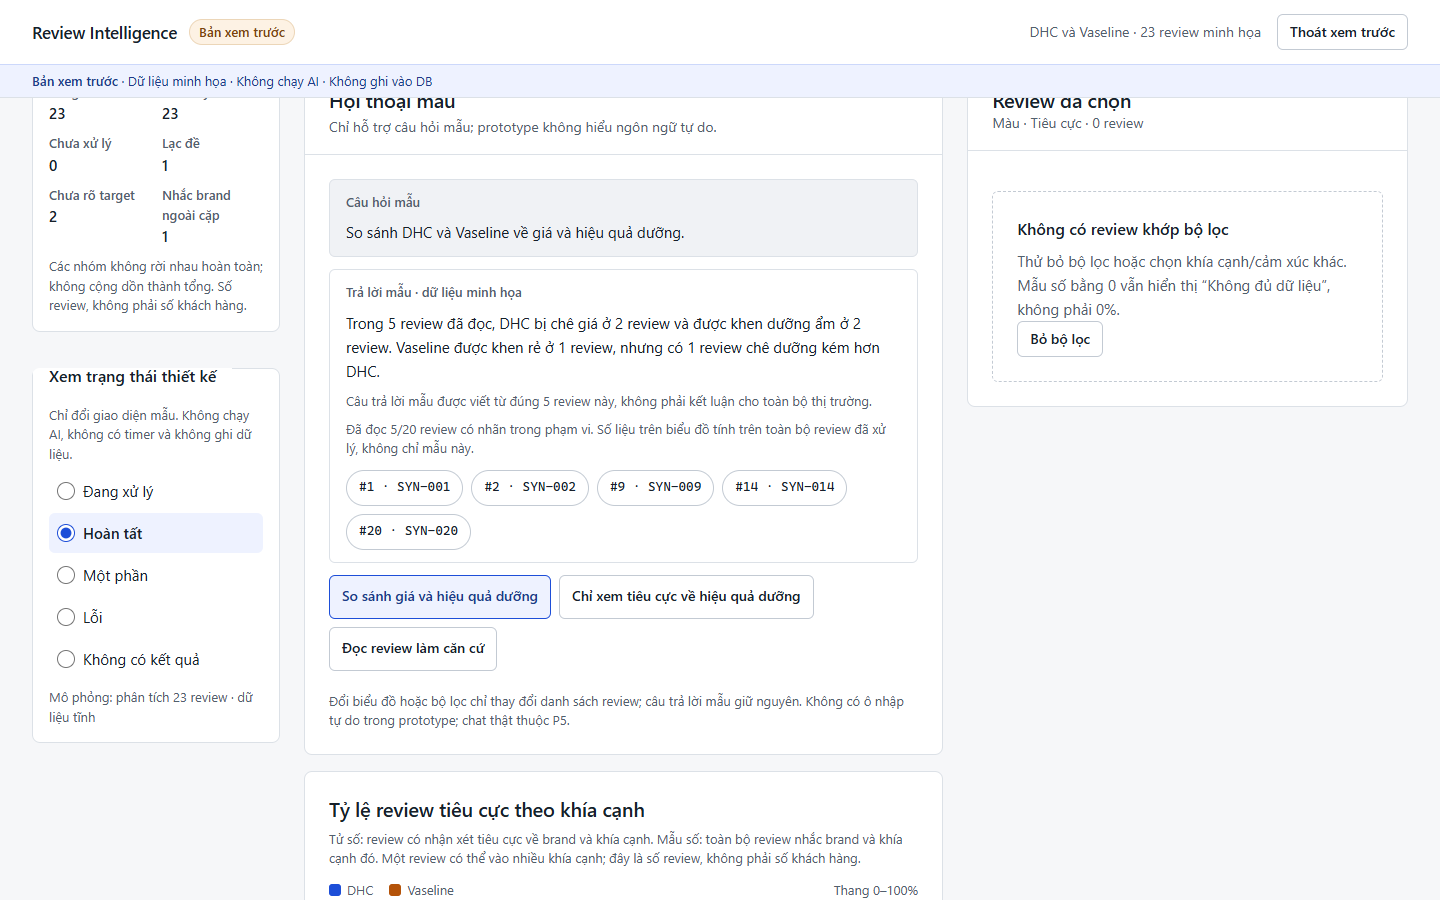 Review Intelligence
Bản xem trước
DHC và Vaseline · 23 review minh họa
Thoát xem trước
Bản xem trước · Dữ liệu minh họa · Không chạy AI · Không ghi vào DB
23
23
Chưa xử lý
0
Lạc đề
1
Chưa rõ target
2
Nhắc brand
ngoài cặp
1
Các nhóm không rời nhau hoàn toàn;
không cộng dồn thành tổng. Số
review, không phải số khách hàng.
Xem trạng thái thiết kế
Chỉ đổi giao diện mẫu. Không chạy
AI, không có timer và không ghi dữ
liệu.
Đang xử lý
Hoàn tất
Một phần
Lỗi
Không có kết quả
Mô phỏng: phân tích 23 review · dữ
liệu tĩnh
Hội thoại mẫu
Chỉ hỗ trợ câu hỏi mẫu; prototype không hiểu ngôn ngữ tự do.
Câu hỏi mẫu
So sánh DHC và Vaseline về giá và hiệu quả dưỡng.
Trả lời mẫu · dữ liệu minh họa
Trong 5 review đã đọc, DHC bị chê giá ở 2 review và được khen dưỡng ẩm ở 2
review. Vaseline được khen rẻ ở 1 review, nhưng có 1 review chê dưỡng kém hơn
DHC.
Câu trả lời mẫu được viết từ đúng 5 review này, không phải kết luận cho toàn bộ thị trường.
Đã đọc 5/20 review có nhãn trong phạm vi. Số liệu trên biểu đồ tính trên toàn bộ review đã xử
lý, không chỉ mẫu này.
#1 · SYN-001
#2 · SYN-002
#9 · SYN-009
#14 · SYN-014
#20 · SYN-020
So sánh giá và hiệu quả dưỡng
Chỉ xem tiêu cực về hiệu quả dưỡng
Đọc review làm căn cứ
Đổi biểu đồ hoặc bộ lọc chỉ thay đổi danh sách review; câu trả lời mẫu giữ nguyên. Không có ô nhập
tự do trong prototype; chat thật thuộc P5.
Tỷ lệ review tiêu cực theo khía cạnh
Tử số: review có nhận xét tiêu cực về brand và khía cạnh. Mẫu số: toàn bộ review nhắc brand và khía
cạnh đó. Một review có thể vào nhiều khía cạnh; đây là số review, không phải số khách hàng.
DHC
Vaseline
Thang 0–100%
Review đã chọn
Màu · Tiêu cực · 0 review
Không có review khớp bộ lọc
Thử bỏ bộ lọc hoặc chọn khía cạnh/cảm xúc khác.
Mẫu số bằng 0 vẫn hiển thị “Không đủ dữ liệu”,
không phải 0%.
Bỏ bộ lọc